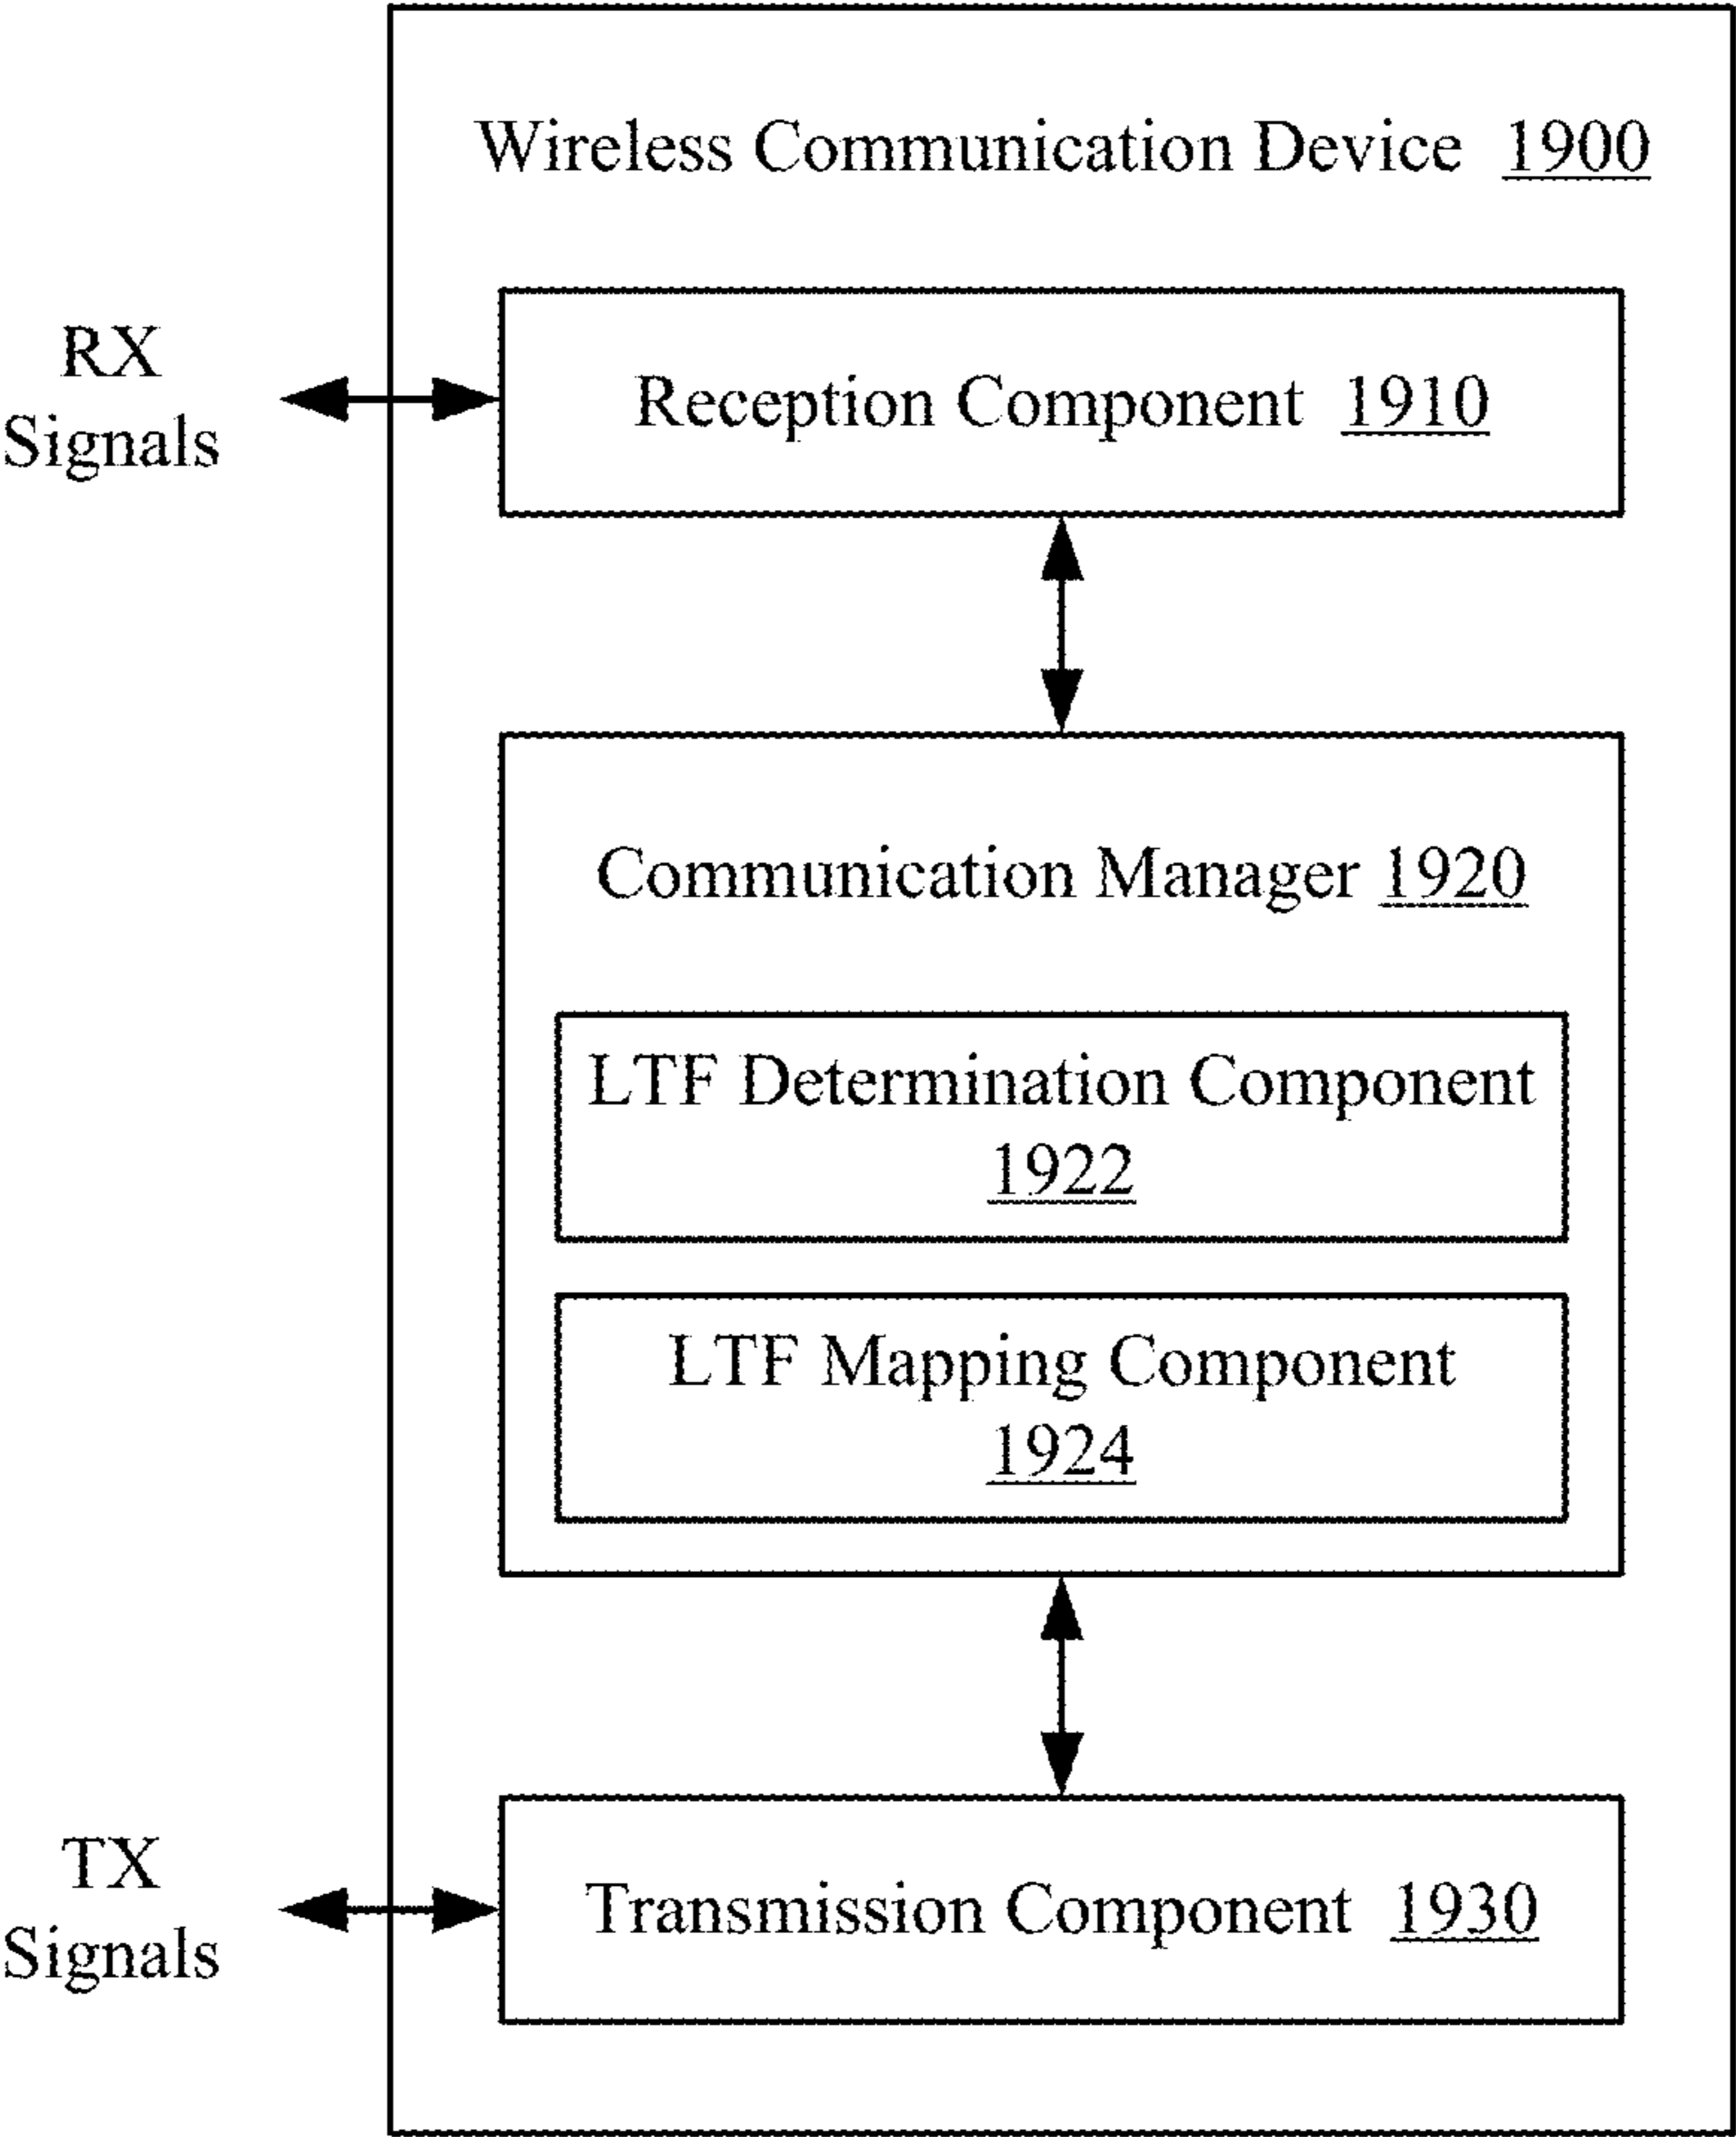 Wireless Communication Device 1900
RX
Signals
Reception Component 1910
Communication Manager 1920
LTF Determination Component
1922
LTF Mapping Component
1924
TX
Signals
Transmission Component 1930